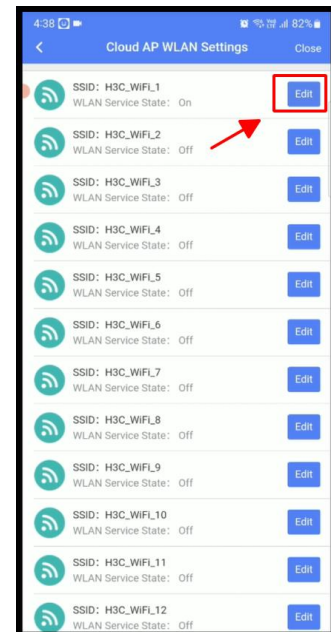 4:38 82%
Cloud AP WLAN Settings Close
SSID: H3C_WiFi_1
WLAN Service State: On
Edit
SSID: H3C_WiFi_2
WLAN Service State: Off
Edit
SSID: H3C_WiFi_3
WLAN Service State: Off
Edit
SSID: H3C_WiFi_4
WLAN Service State: Off
Edit
SSID: H3C_WiFi_5
WLAN Service State: Off
Edit
SSID: H3C_WiFi_6
WLAN Service State: Off
Edit
SSID: H3C_WiFi_7
WLAN Service State: Off
Edit
SSID: H3C_WiFi_8
WLAN Service State: Off
Edit
SSID: H3C_WiFi_9
WLAN Service State: Off
Edit
SSID: H3C_WiFi_10
WLAN Service State: Off
Edit
SSID: H3C_WiFi_11
WLAN Service State: Off
Edit
SSID: H3C_WiFi_12
WLAN Service State: Off
Edit